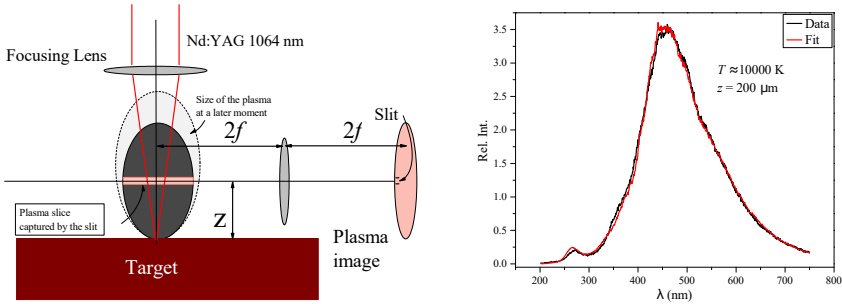 Nd:YAG 1064 nm
Focusing Lens
Size of the plasma
at a later moment
Slit
2f
2f
Plasma slice
captured by the slit
z
Plasma
image
Target
Rel. Int.
3.5
3.0
2.5
2.0
1.5
1.0
0.5
0.0
Data
Fit
T ≈10000 K
z = 200 µm
200 300 400 500 600 700 800
λ (nm)